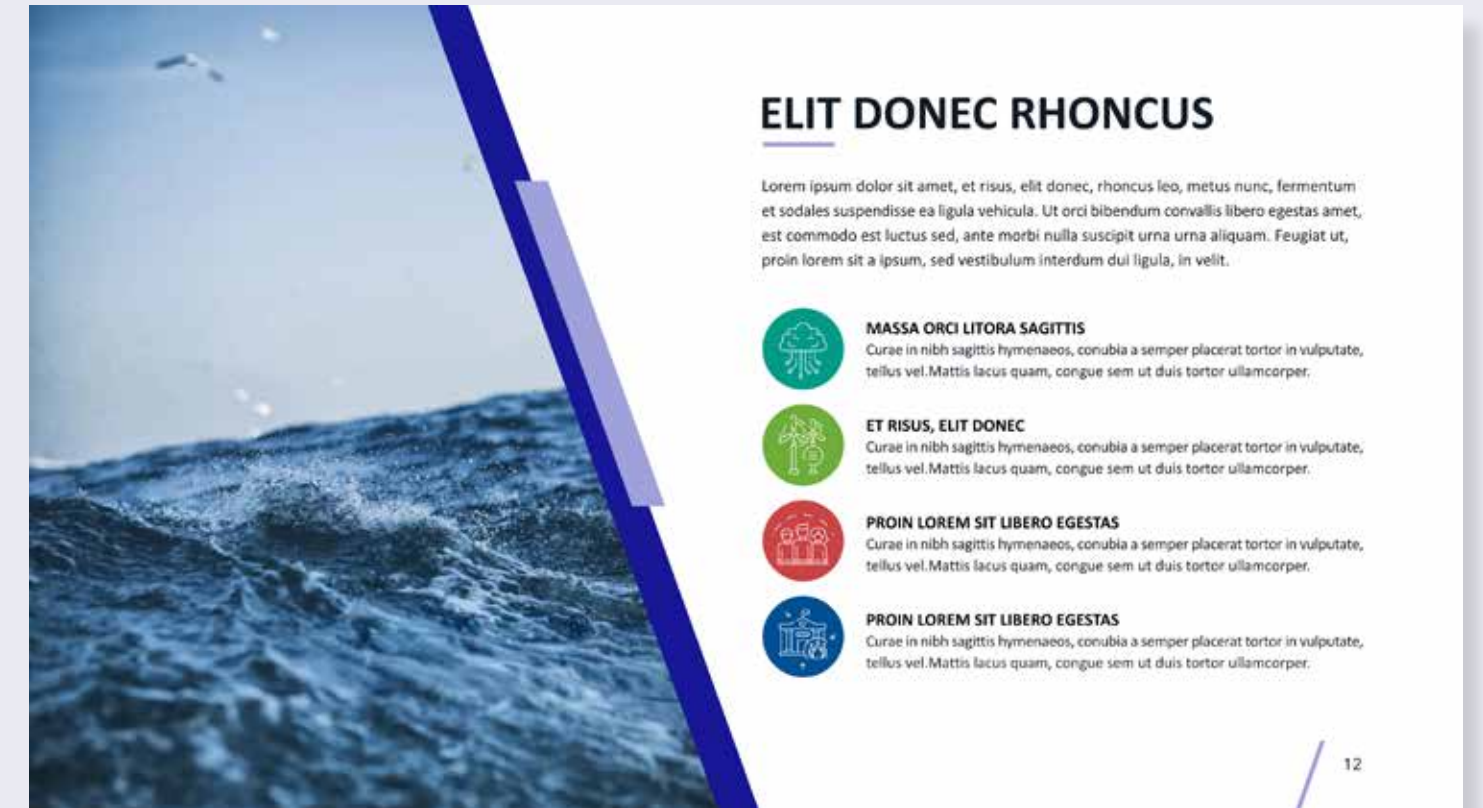 ELIT DONEC RHONCUS
Lorem ipsum dolor sit amet, et risus, elit donec, rhoncus leo, metus nunc, fermentum
et sodales suspendisse ea ligula vehicula. Ut orci bibendum convallis libero egestas amet,
est commodo est luctus sed, ante morbi nulla suscipit urna urna aliquam. Feugiat ut,
proin lorem sit a ipsum, sed vestibulum interdum dui ligula, in velit.
MASSA ORCI LITORA SAGITTIS
Curae in nibh sagittis hymenaeos, conubia a semper placerat tortor in vulputate,
tellus vel.Mattis lacus quam, congue sem ut duis tortor ullamcorper.
ET RISUS, ELIT DONEC
Curae in nibh sagittis hymenaeos, conubia a semper placerat tortor in vulputate,
tellus vel.Mattis lacus quam, congue sem ut duis tortor ullamcorper.
PROIN LOREM SIT LIBERO EGESTAS
Curae in nibh sagittis hymenaeos, conubia a semper placerat tortor in vulputate,
tellus vel.Mattis lacus quam, congue sem ut duis tortor ullamcorper.
PROIN LOREM SIT LIBERO EGESTAS
Curae in nibh sagittis hymenaeos, conubia a semper placerat tortor in vulputate,
tellus vel.Mattis lacus quam, congue sem ut duis tortor ullamcorper.
12